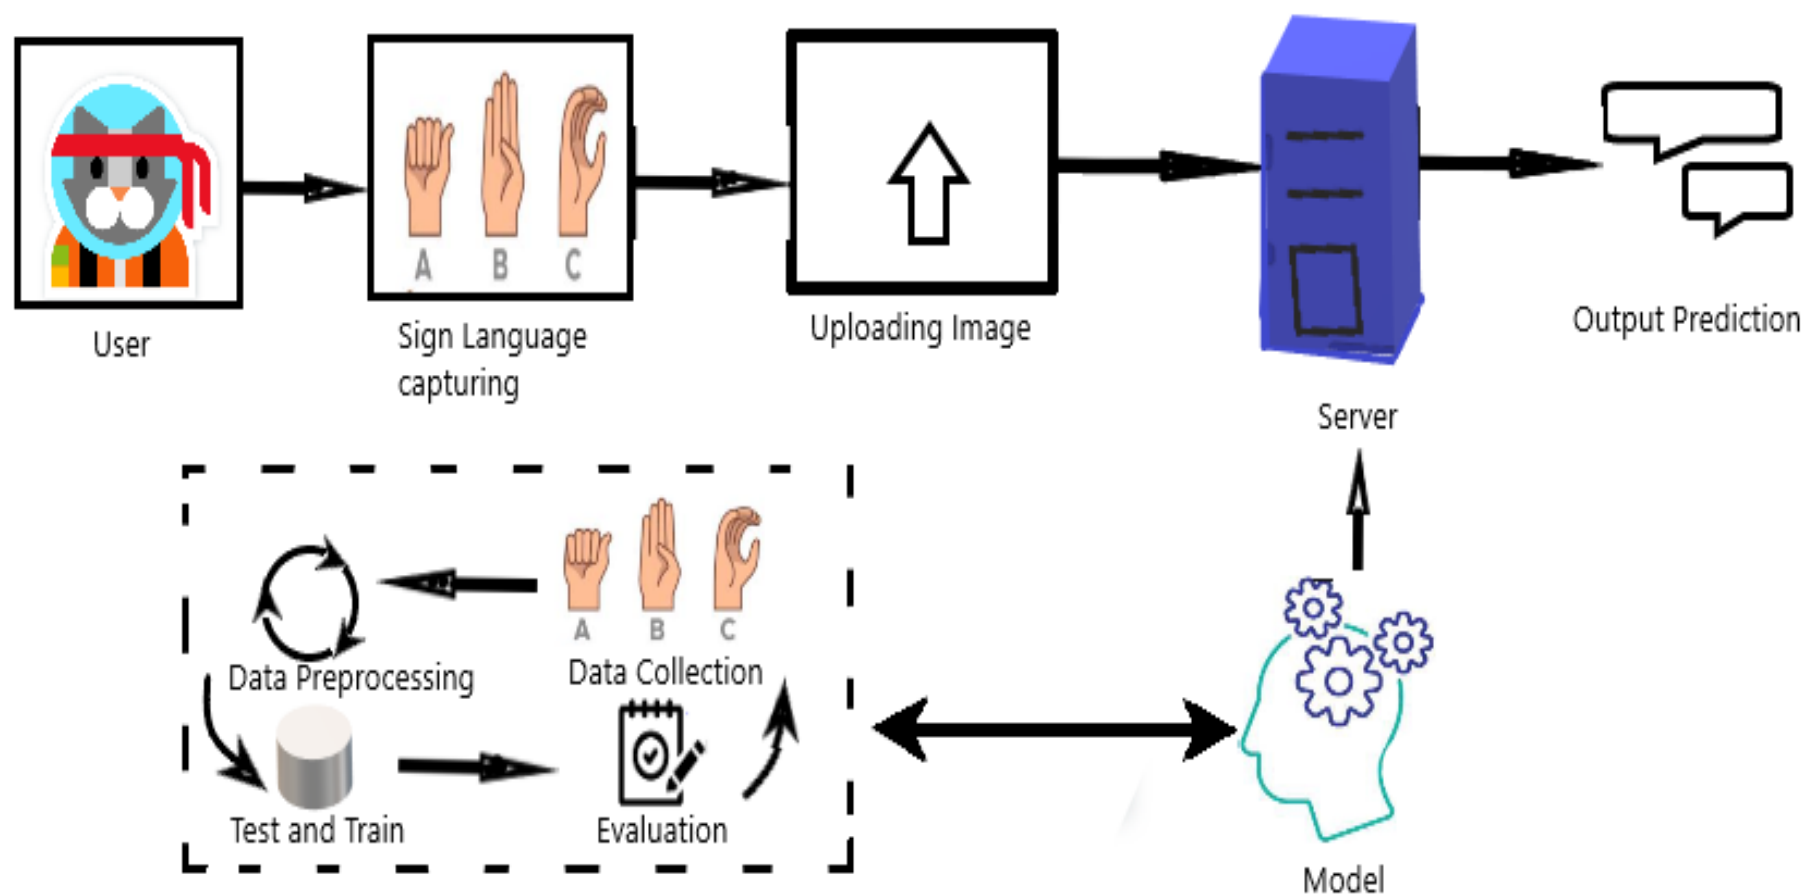 A B C
User
Sign Language
capturing
Uploading Image
Server
Output Prediction
A B C
Data Preprocessing
Data Collection
Test and Train
Evaluation
Model